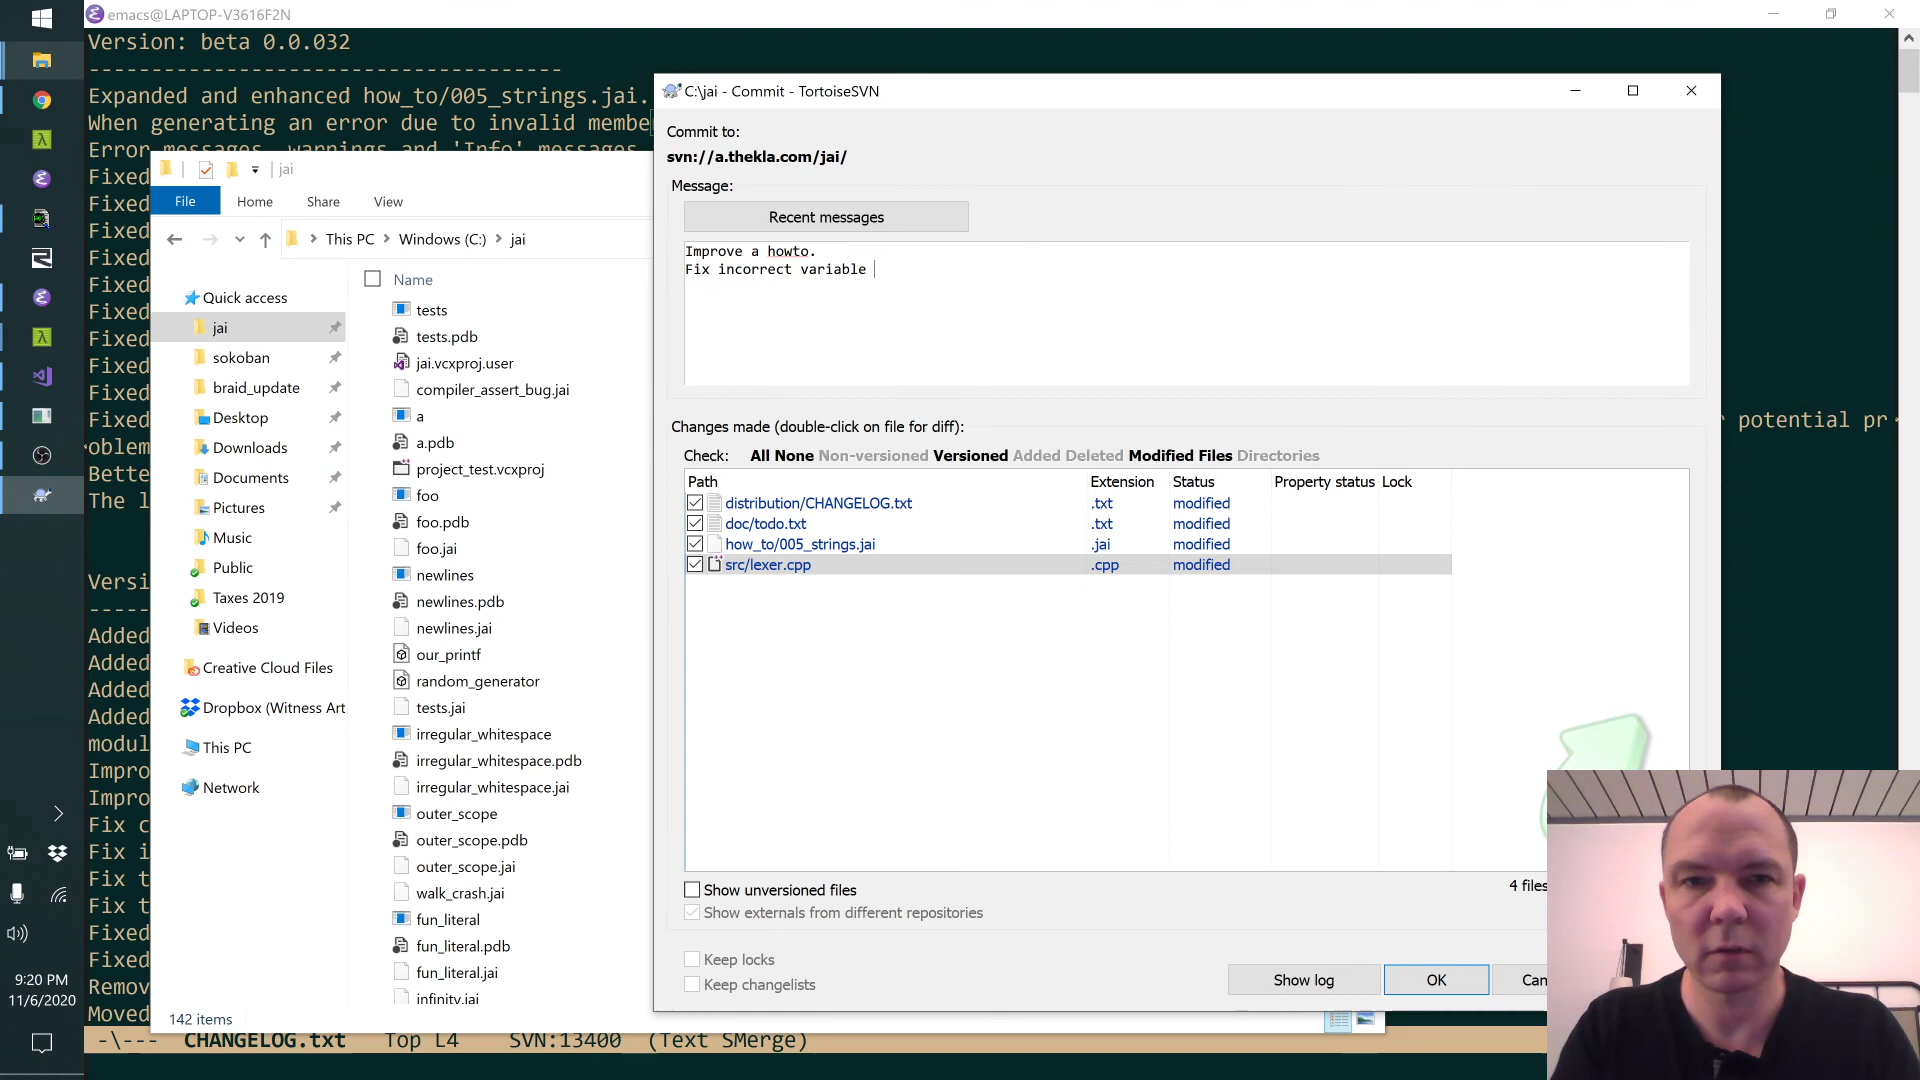 emacs@LAPTOP-V3616F2N
Version: beta 0.0.032
-------------------------------------
Expanded and enhanced how_to/005_strings.jai.
When generating an error due to invalid membe
Error messages, warnings and 'Info' messages
Fixed
Fixed
Fixed
Fixed
Fixed
Fixed
Fixed
Fixed
Fixed
Fixed
potential pr
oblem
Bette
The l
Versi
-----
Added
Added
Added
Added
modul
Impro
Impro
Fix c
Fix i
Fix t
Fix t
Fixed
Fixed
Remov
Moved
-\--- CHANGELOG.txt Top L4 SVN:13400 (Text SMerge)
jai
File Home Share View
This PC Windows (C:) jai
Quick access
jai
sokoban
braid_update
Desktop
Downloads
Documents
Pictures
Music
Public
Taxes 2019
Videos
Creative Cloud Files
Dropbox (Witness Art
This PC
Network
Name
tests
tests.pdb
jai.vcxproj.user
compiler_assert_bug.jai
a
a.pdb
project_test.vcxproj
foo
foo.pdb
foo.jai
newlines
newlines.pdb
newlines.jai
our_printf
random_generator
tests.jai
irregular_whitespace
irregular_whitespace.pdb
irregular_whitespace.jai
outer_scope
outer_scope.pdb
outer_scope.jai
walk_crash.jai
fun_literal
fun_literal.pdb
fun_literal.jai
infinity.jai
142 items
C:\jai - Commit - TortoiseSVN
Commit to:
svn://a.thekla.com/jai/
Message:
Recent messages
Improve a howto.
Fix incorrect variable
Changes made (double-click on file for diff):
Check: All None Non-versioned Versioned Added Deleted Modified Files Directories
Path Extension Status Property status Lock
distribution/CHANGELOG.txt .txt modified
doc/todo.txt .txt modified
how_to/005_strings.jai .jai modified
src/lexer.cpp .cpp modified
Show unversioned files
4 files
Show externals from different repositories
Keep locks
Keep changelists
Show log OK Can
9:20 PM
11/6/2020